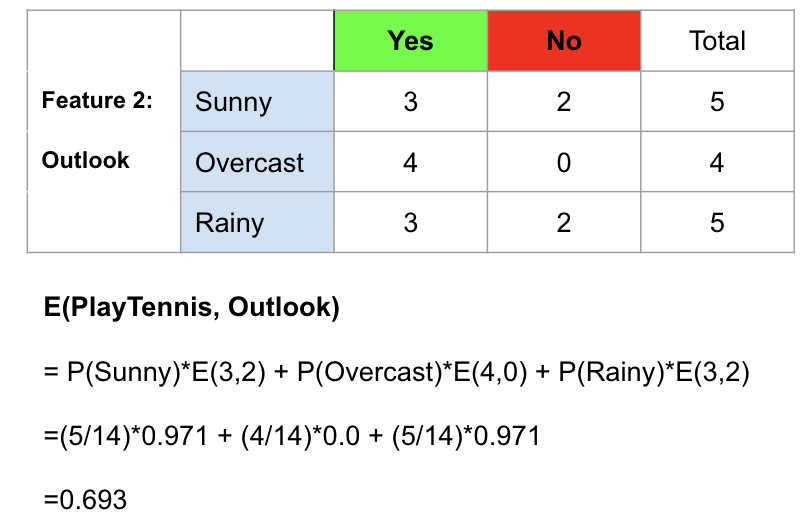 Yes No Total
Feature 2: Sunny 3 2 5
Outlook Overcast 4 0 4
Rainy 3 2 5
E(PlayTennis, Outlook)
= P(Sunny)*E(3,2) + P(Overcast)*E(4,0) + P(Rainy)*E(3,2)
=(5/14)*0.971 + (4/14)*0.0 + (5/14)*0.971
=0.693